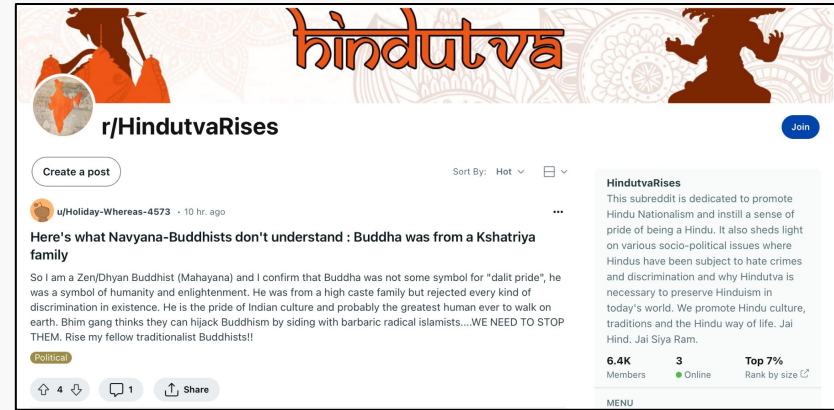 hindutva
r/HindutvaRises
Join
Create a post
Sort By: Hot
u/Holiday-Whereas-4573 • 10 hr. ago
Here's what Navyana-Buddhists don't understand : Buddha was from a Kshatriya
family
So I am a Zen/Dhyan Buddhist (Mahayana) and I confirm that Buddha was not some symbol for "dalit pride", he
was a symbol of humanity and enlightenment. He was from a high caste family but rejected every kind of
discrimination in existence. He is the pride of Indian culture and probably the greatest human ever to walk on
earth. Bhim gang thinks they can hijack Buddhism by siding with barbaric radical islamists....WE NEED TO STOP
THEM. Rise my fellow traditionalist Buddhists!!
Political
4
1
Share
HindutvaRises
This subreddit is dedicated to promote
Hindu Nationalism and instill a sense of
pride of being a Hindu. It also sheds light
on various socio-political issues where
Hindus have been subject to hate crimes
and discrimination and why Hindutva is
necessary to preserve Hinduism in
today's world. We promote Hindu culture,
traditions and the Hindu way of life. Jai
Hind. Jai Siya Ram.
6.4K 3 Top 7%
Members Online Rank by size
MENU